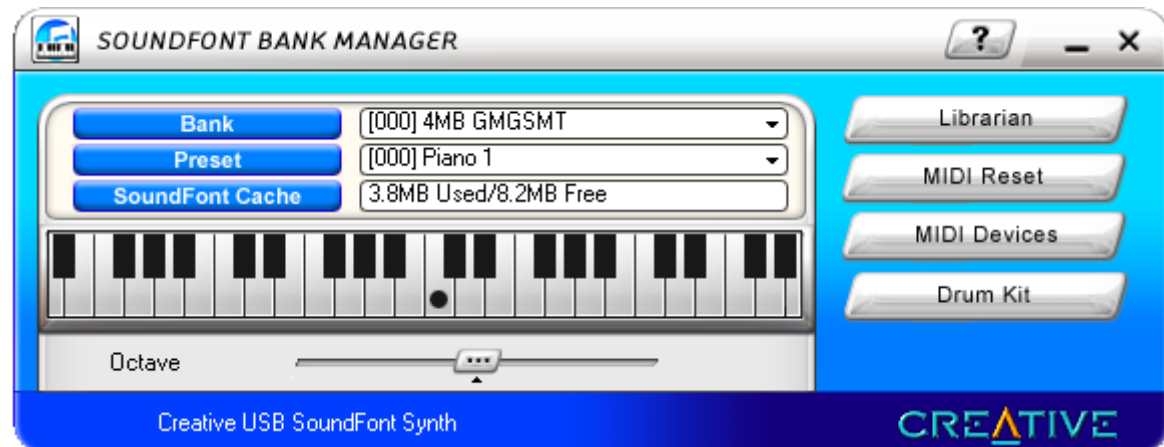 SOUNDFONT BANK MANAGER
?
Bank
[000] 4MB GMGSMT
Preset
[000] Piano 1
SoundFont Cache
3.8MB Used/8.2MB Free
Octave
Librarian
MIDI Reset
MIDI Devices
Drum Kit
Creative USB SoundFont Synth
CREATIVE